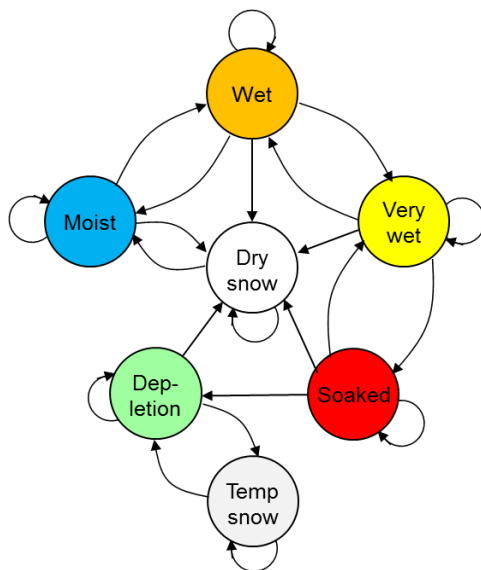 Wet
Moist
Very
wet
Dry
snow
Dep-
letion
Soaked
Temp
snow